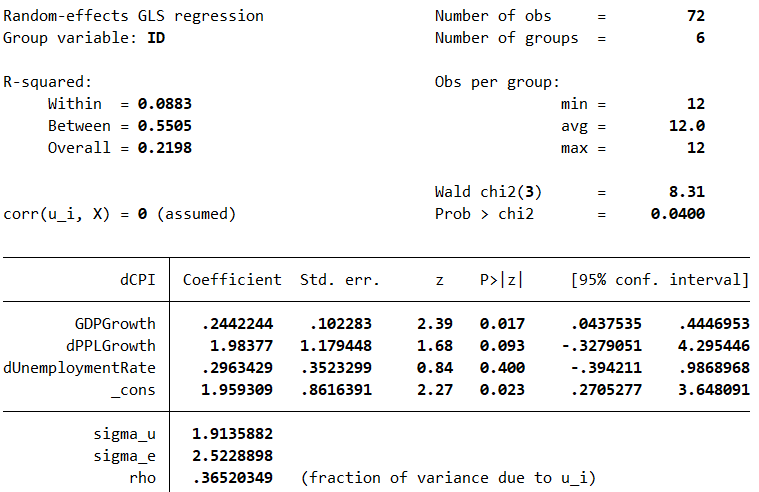 Random-effects GLS regression                   Number of obs     =         72
Group variable: ID                              Number of groups  =          6
R-squared:                                      Obs per group:
     Within  = 0.0883                                         min =         12
     Between = 0.5505                                         avg =       12.0
     Overall = 0.2198                                         max =         12
                                                Wald chi2(3)      =       8.31
corr(u_i, X) = 0 (assumed)                      Prob > chi2       =     0.0400
dCPI | Coefficient  Std. err.      z    P>|z|     [95% conf. interval]
GDPGrowth | .2442244   .102283     2.39   0.017     .0437535    .4446953
dPPLGrowth | 1.98377   1.179448     1.68   0.093    -.3279051    4.295446
dUnemploymentRate | .2963429   .3523299     0.84   0.400     -.394211    .9868968
_cons | 1.959309   .8616391     2.27   0.023     .2705277    3.648091
sigma_u | 1.9135882
sigma_e | 2.5228898
rho | .36520349   (fraction of variance due to u_i)